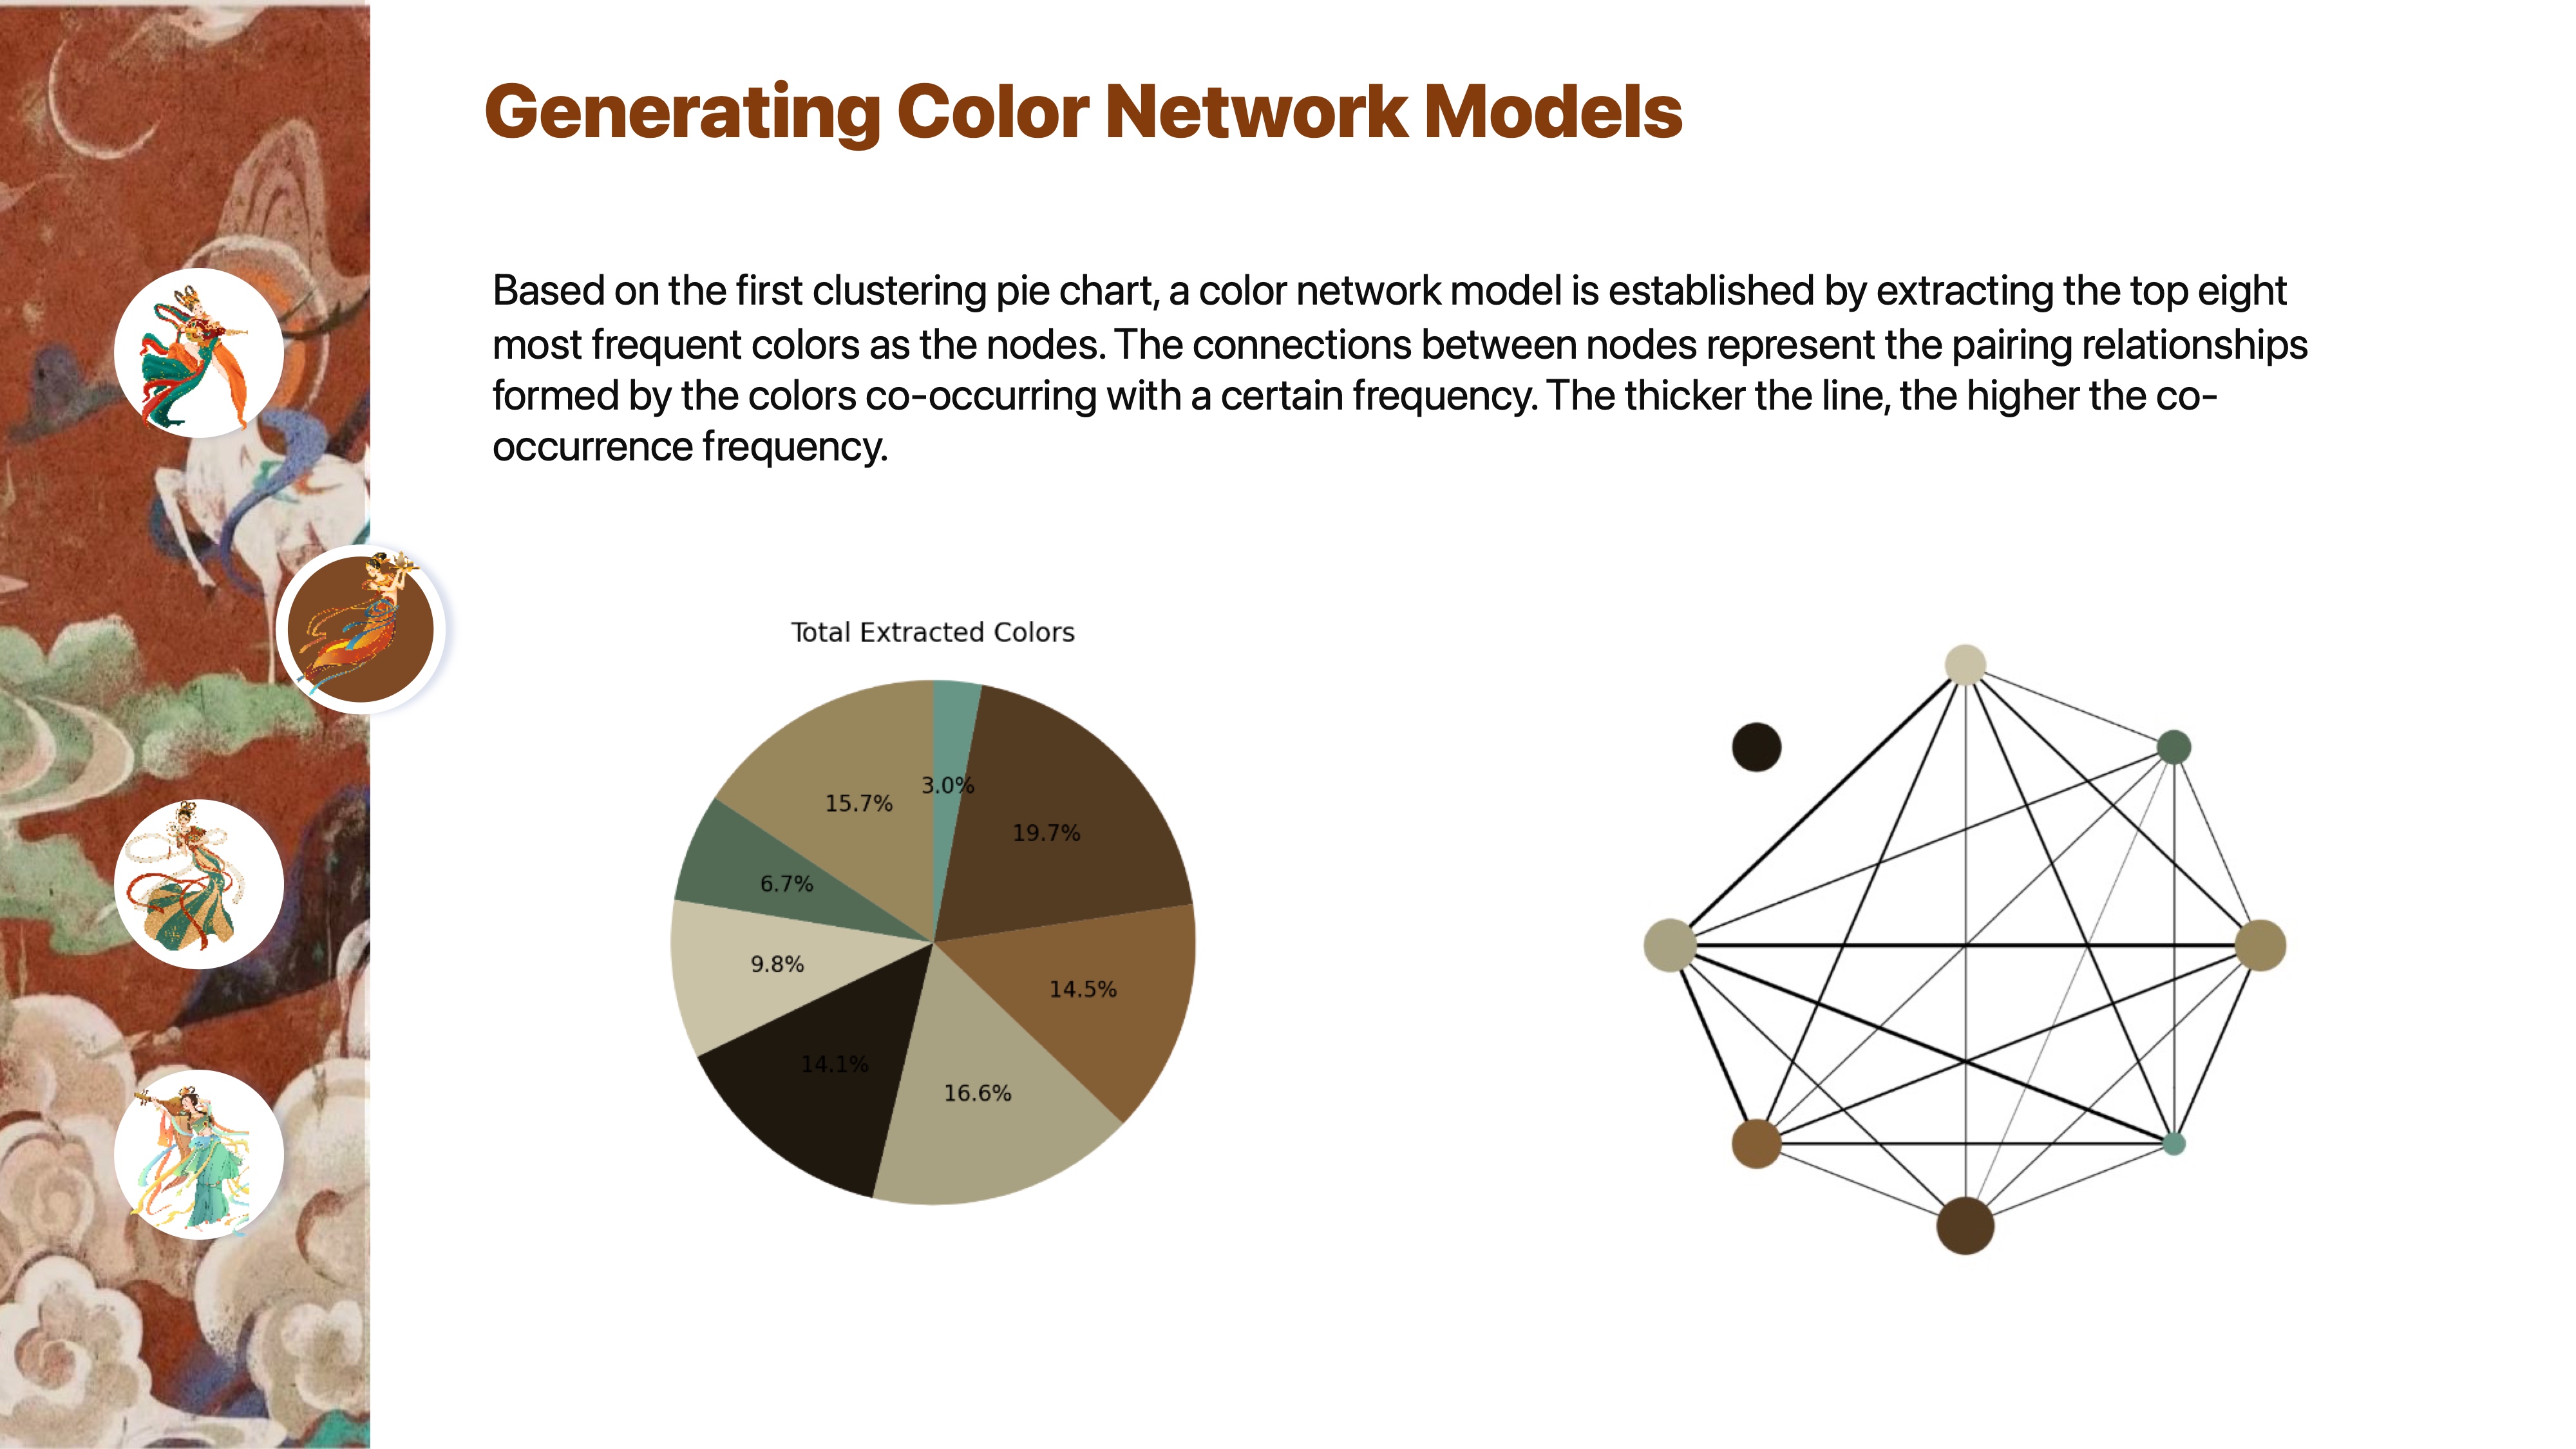 Generating Color Network Models
Based on the first clustering pie chart, a color network model is established by extracting the top eight
most frequent colors as the nodes. The connections between nodes represent the pairing relationships
formed by the colors co-occurring with a certain frequency. The thicker the line, the higher the co-
occurrence frequency.
Total Extracted Colors
3.0%
19.7%
15.7%
6.7%
9.8%
14.5%
14.1%
16.6%